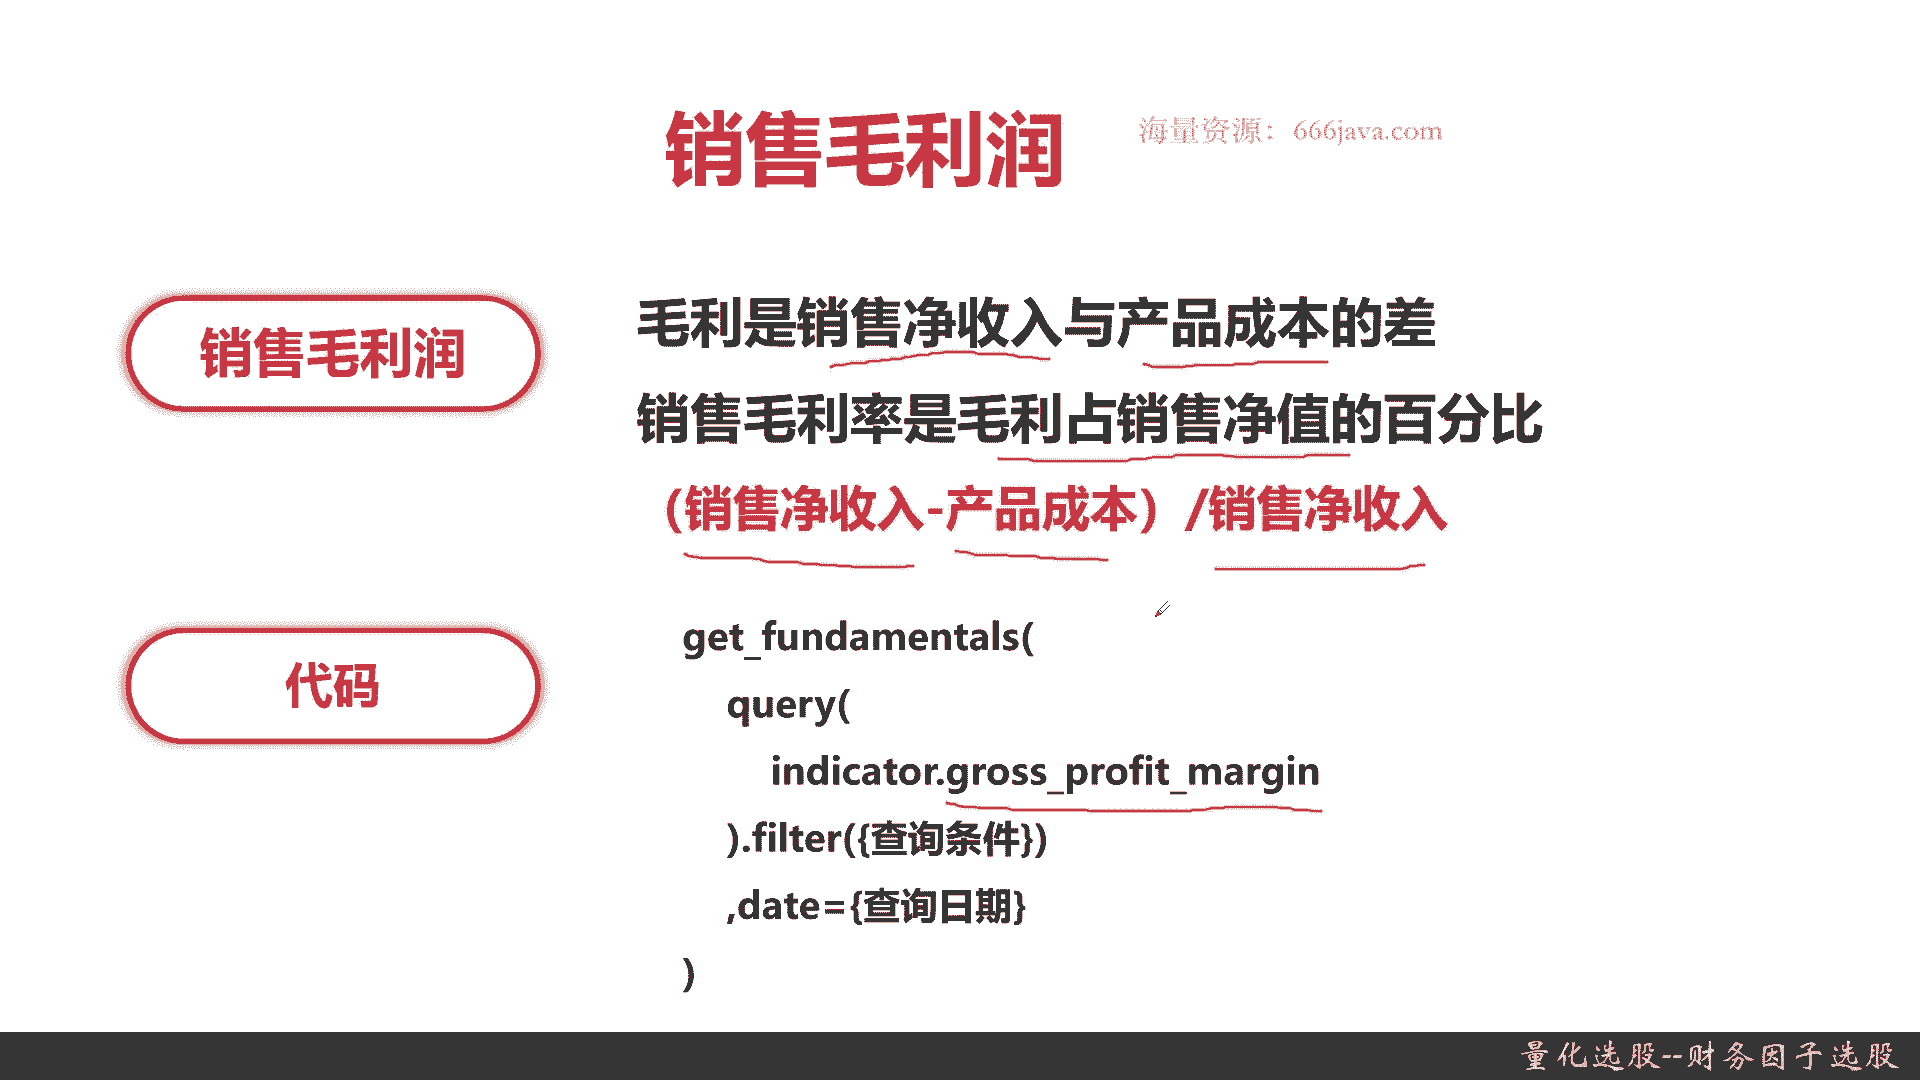 销售毛利润
海量资源：666java.com
销售毛利润
毛利是销售净收入与产品成本的差
销售毛利率是毛利占销售净值的百分比
（销售净收入-产品成本）/销售净收入
代码
get_fundamentals(
query(
indicator.gross_profit_margin
).filter({查询条件})
,date={查询日期}
)
量化选股--财务因子选股